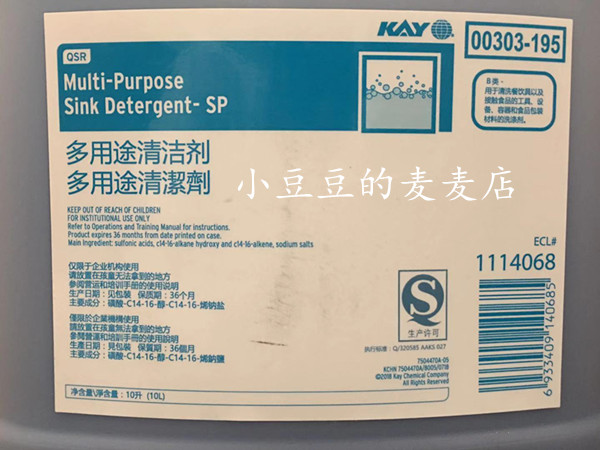 KAY
00303-195
QSR
Multi-Purpose
Sink Detergent- SP
B类-
用于清洗餐饮具以及
接触食品的工具、设
备、容器和食品包装
材料的洗涤剂。
多用途清洁剂
多用途清潔劑
小豆豆的麦麦店
KEEP OUT OF REACH OF CHILDREN
FOR INSTITUTIONAL USE ONLY
Refer to Operations and Training Manual for instructions.
Product expires 36 months from date printed on case.
Main Ingredient: sulfonic acids, c14-16-alkane hydroxy and c14-16-alkene, sodium salts
ECL#
1114068
仅限于企业机构使用
请放置在孩童无法拿到的地方
参阅营运和培训手册的使用说明
生产日期：见包装 保质期：36个月
主要成分：磺酸-C14-16-醇-C14-16-烯钠盐
僅限於企業機構使用
請放置在孩童無法拿到的地方
參閱營運和培訓手冊的使用說明
生產日期：見包裝 保質期：36個月
主要成分：磺酸-C14-16-醇-C14-16-烯鈉鹽
生产许可
执行标准：Q/320585 AAKS 027
7504470A-05
KCHN 7504470A/8005/0718
©2018 Kay Chemical Company
All Rights Reserved
6 933409 140685
净含量\淨含量：10升 (10L)